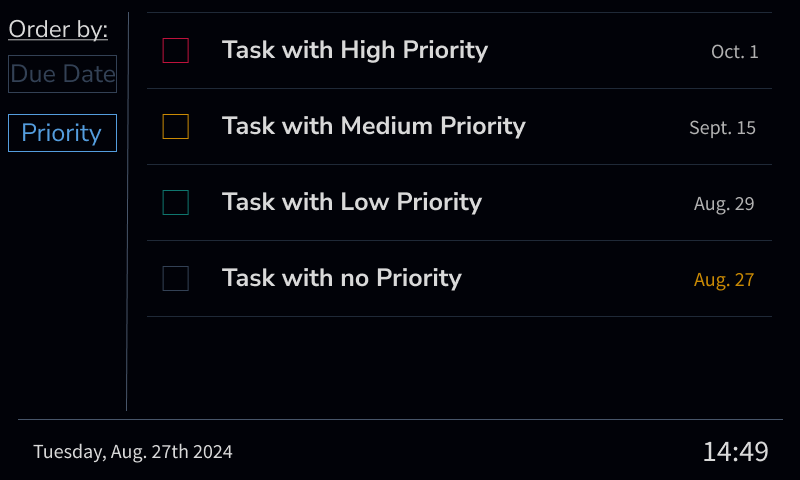 Order by:
Due Date
Priority
Task with High Priority Oct. 1
Task with Medium Priority Sept. 15
Task with Low Priority Aug. 29
Task with no Priority Aug. 27
Tuesday, Aug. 27th 2024 14:49